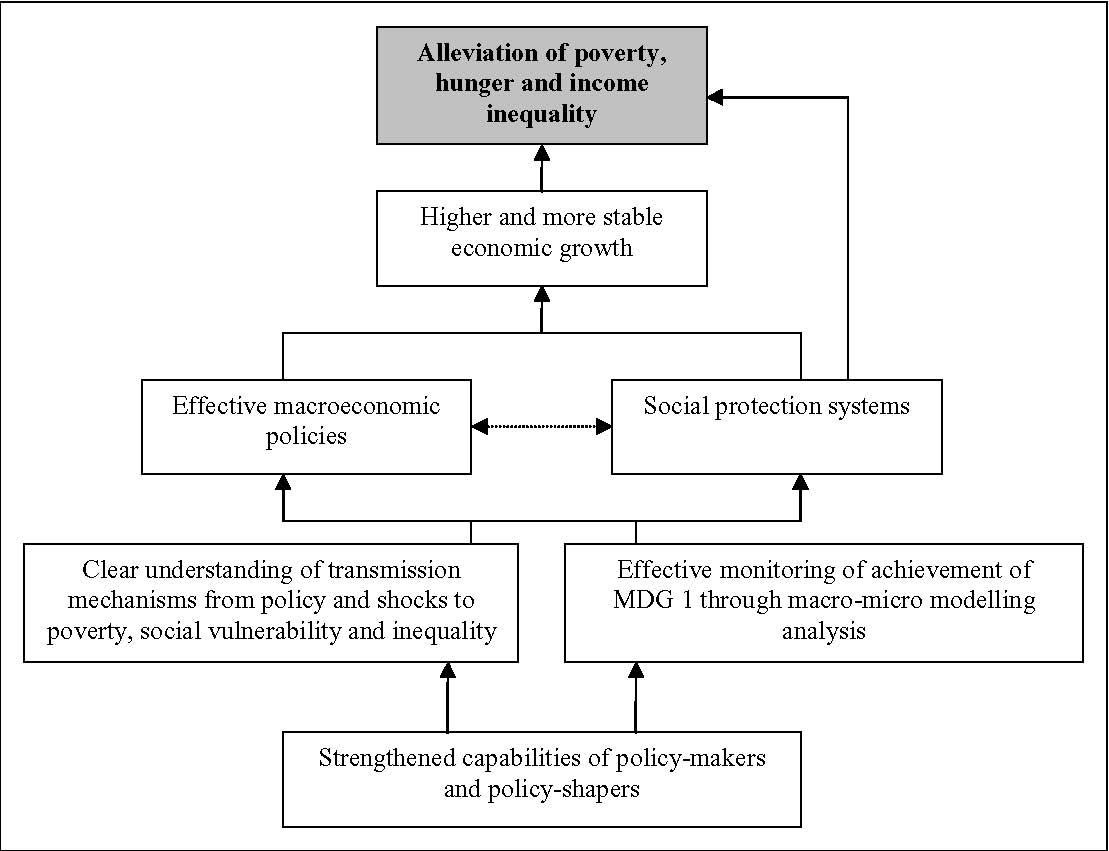 Alleviation of poverty,
hunger and income
inequality
Higher and more stable
economic growth
Effective macroeconomic
policies
Social protection systems
Clear understanding of transmission
mechanisms from policy and shocks to
poverty, social vulnerability and inequality
Effective monitoring of achievement of
MDG 1 through macro-micro modelling
analysis
Strengthened capabilities of policy-makers
and policy-shapers